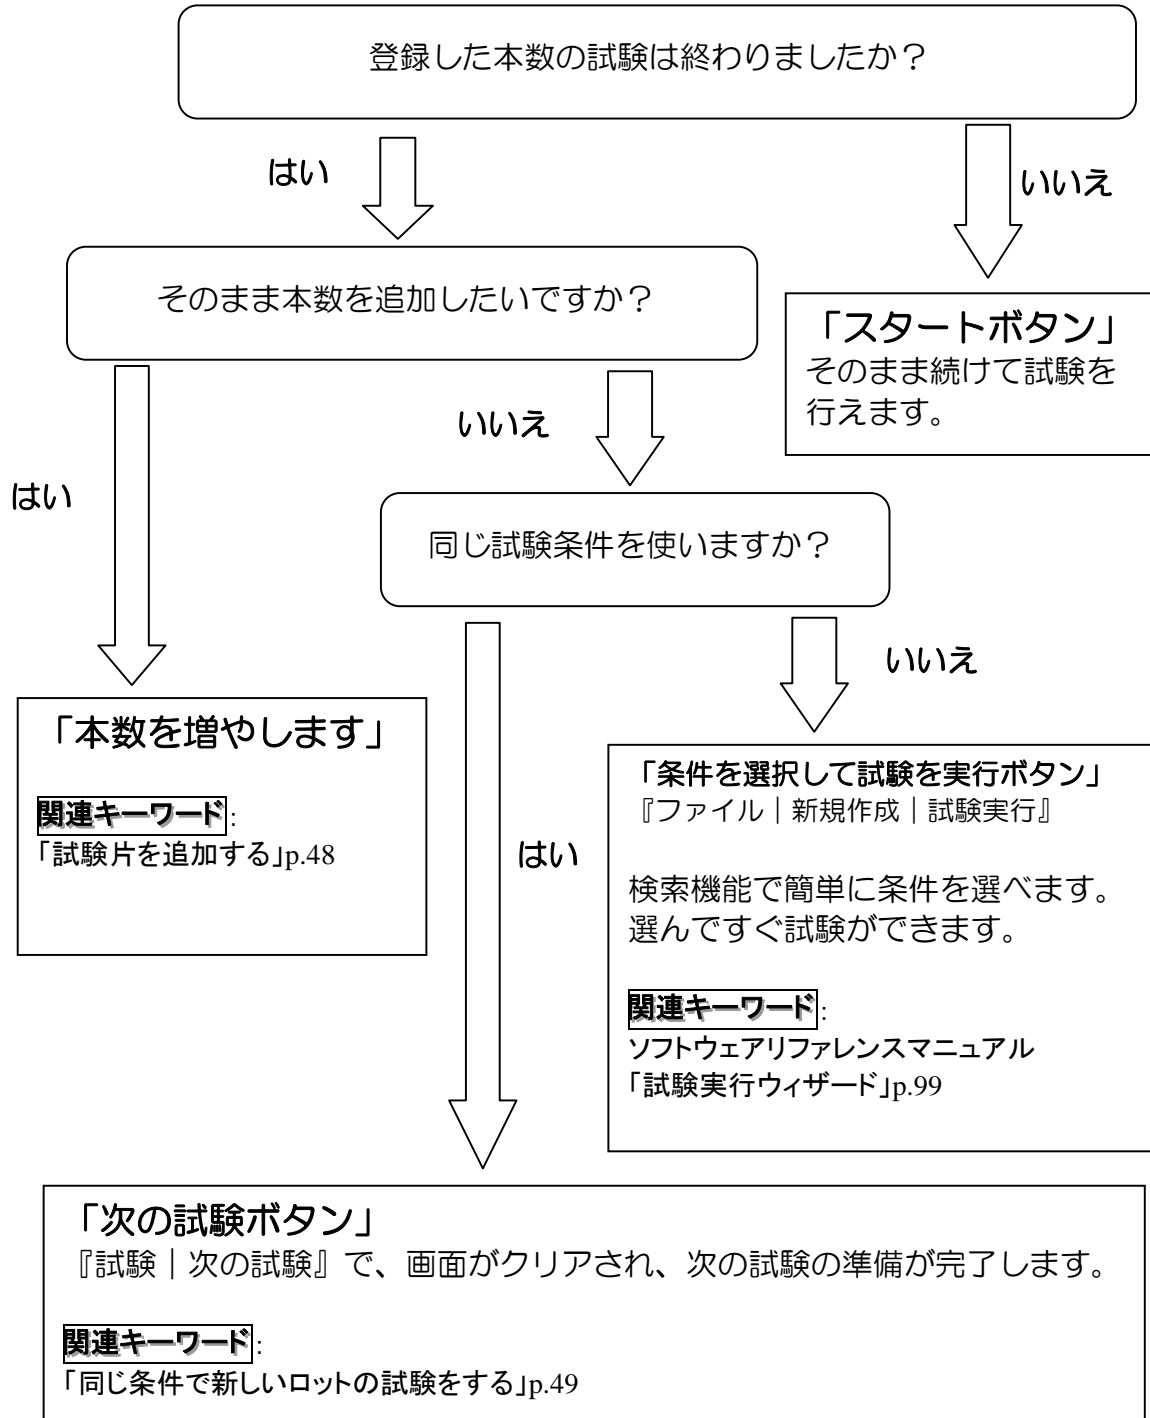 登録した本数の試験は終わりましたか？
はい
いいえ
そのまま本数を追加したいですか？
「スタートボタン」
そのまま続けて試験を
行えます。
いいえ
はい
同じ試験条件を使いますか？
いいえ
「本数を増やします」
関連キーワード:
「試験片を追加する」p.48
「条件を選択して試験を実行ボタン」
『ファイル｜新規作成｜試験実行』
はい
検索機能で簡単に条件を選べます。
選んですぐ試験ができます。
関連キーワード:
ソフトウェアリファレンスマニュアル
「試験実行ウィザード」p.99
「次の試験ボタン」
『試験｜次の試験』で、画面がクリアされ、次の試験の準備が完了します。
関連キーワード:
「同じ条件で新しいロットの試験をする」p.49